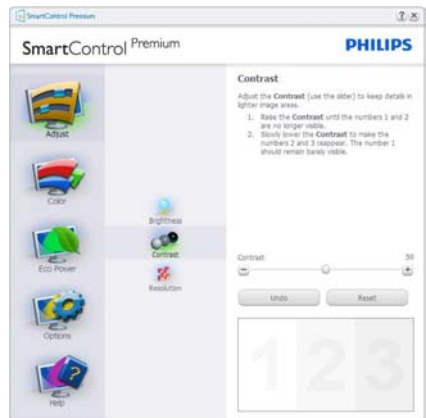 SmartControl Premium
SmartControl Premium
PHILIPS
Adjust
Color
Eco Power
Options
Help
Brightness
Contrast
Resolution
Contrast
Adjust the Contrast (use the slider) to keep details in
lighter image areas.
1. Raise the Contrast until the numbers 1 and 2
are no longer visible.
2. Slowly lower the Contrast to make the
numbers 2 and 3 reappear. The number 1
should remain barely visible.
Contrast
50
Undo
Reset
1 2 3